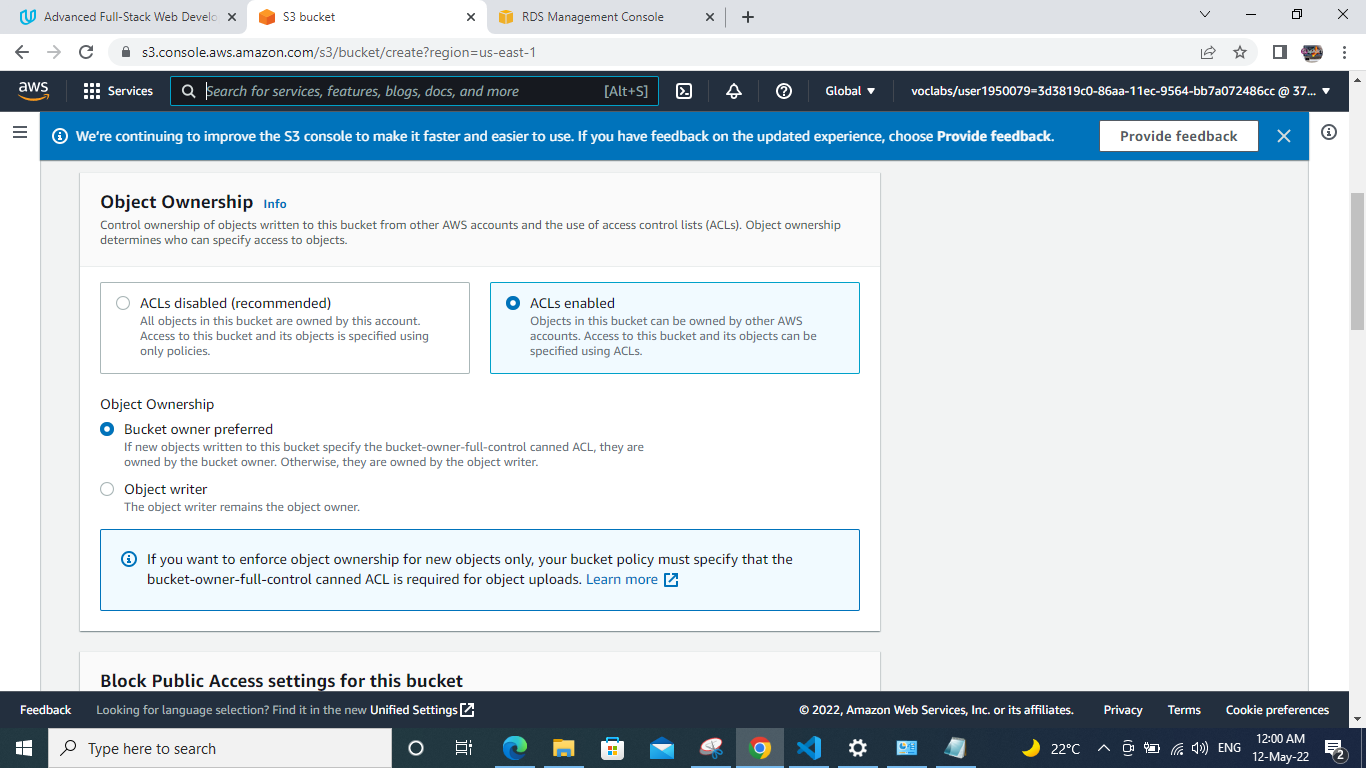 Advanced Full-Stack Web Develo
S3 bucket
RDS Management Console
s3.console.aws.amazon.com/s3/bucket/create?region=us-east-1
aws
Services
Search for services, features, blogs, docs, and more
[Alt+S]
Global
voclabs/user1950079=3d3819c0-86aa-11ec-9564-bb7a072486cc @ 37...
We're continuing to improve the S3 console to make it faster and easier to use. If you have feedback on the updated experience, choose Provide feedback.
Provide feedback
Object Ownership Info
Control ownership of objects written to this bucket from other AWS accounts and the use of access control lists (ACLs). Object ownership
determines who can specify access to objects.
ACLs disabled (recommended)
All objects in this bucket are owned by this account.
Access to this bucket and its objects is specified using
only policies.
ACLs enabled
Objects in this bucket can be owned by other AWS
accounts. Access to this bucket and its objects can be
specified using ACLs.
Object Ownership
Bucket owner preferred
If new objects written to this bucket specify the bucket-owner-full-control canned ACL, they are
owned by the bucket owner. Otherwise, they are owned by the object writer.
Object writer
The object writer remains the object owner.
If you want to enforce object ownership for new objects only, your bucket policy must specify that the
bucket-owner-full-control canned ACL is required for object uploads. Learn more
Block Public Access settings for this bucket
Feedback
Looking for language selection? Find it in the new Unified Settings
© 2022, Amazon Web Services, Inc. or its affiliates.
Privacy
Terms
Cookie preferences
Type here to search
22°C
ENG
12:00 AM
12-May-22
2